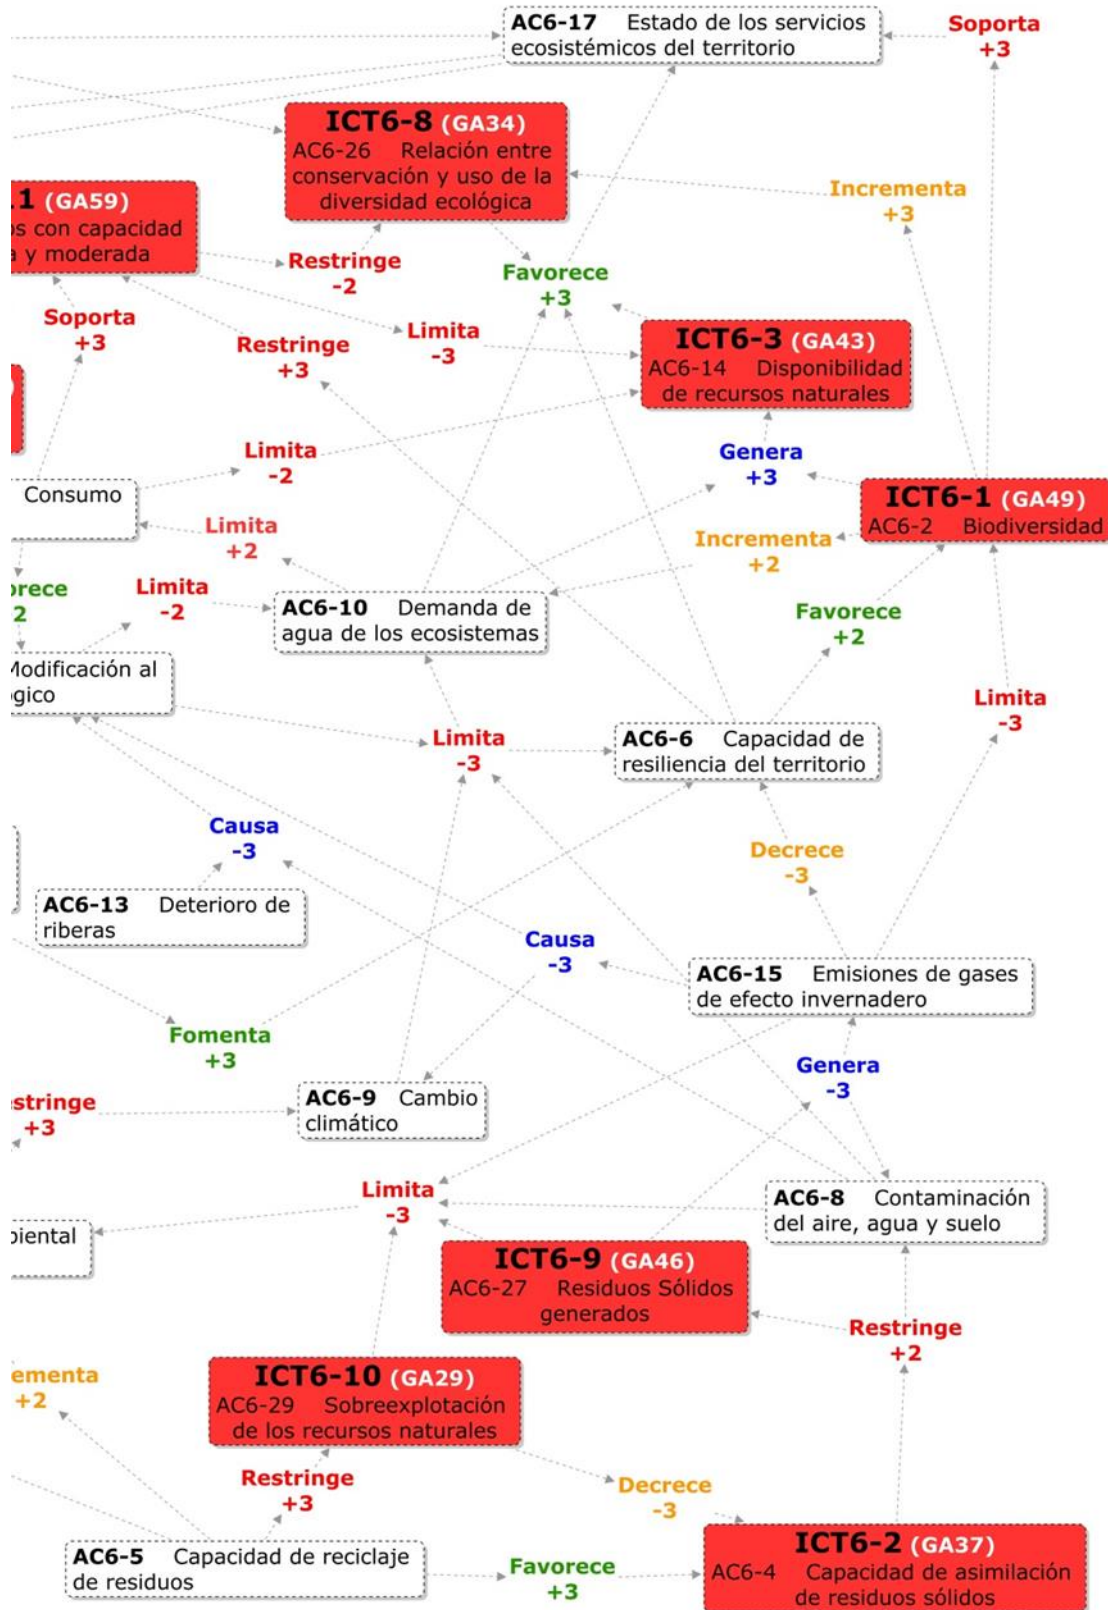 AC6-17 Estado de los servicios
ecosistémicos del territorio
Soporta
+3
ICT6-8 (GA34)
AC6-26 Relación entre
conservación y uso de la
diversidad ecológica
Incrementa
+3
(GA59)
con capacidad
y moderada
Restringe
-2
Favorece
+3
Soporta
+3
Restringe
+3
Limita
-3
ICT6-3 (GA43)
AC6-14 Disponibilidad
de recursos naturales
Limita
-2
Genera
+3
Consumo
ICT6-1 (GA49)
AC6-2 Biodiversidad
Limita
+2
Incrementa
+2
Limita
-2
AC6-10 Demanda de
agua de los ecosistemas
Favorece
+2
Modificación al
Limita
-3
Limita
-3
AC6-6 Capacidad de
resiliencia del territorio
Causa
-3
Decrece
-3
AC6-13 Deterioro de
riberas
Causa
-3
AC6-15 Emisiones de gases
de efecto invernadero
Fomenta
+3
Genera
-3
+3
AC6-9 Cambio
climático
Limita
-3
AC6-8 Contaminación
del aire, agua y suelo
ICT6-9 (GA46)
AC6-27 Residuos Sólidos
generados
Restringe
+2
ICT6-10 (GA29)
AC6-29 Sobreexplotación
de los recursos naturales
+2
Restringe
+3
Decrece
-3
AC6-5 Capacidad de reciclaje
de residuos
Favorece
+3
ICT6-2 (GA37)
AC6-4 Capacidad de asimilación
de residuos sólidos